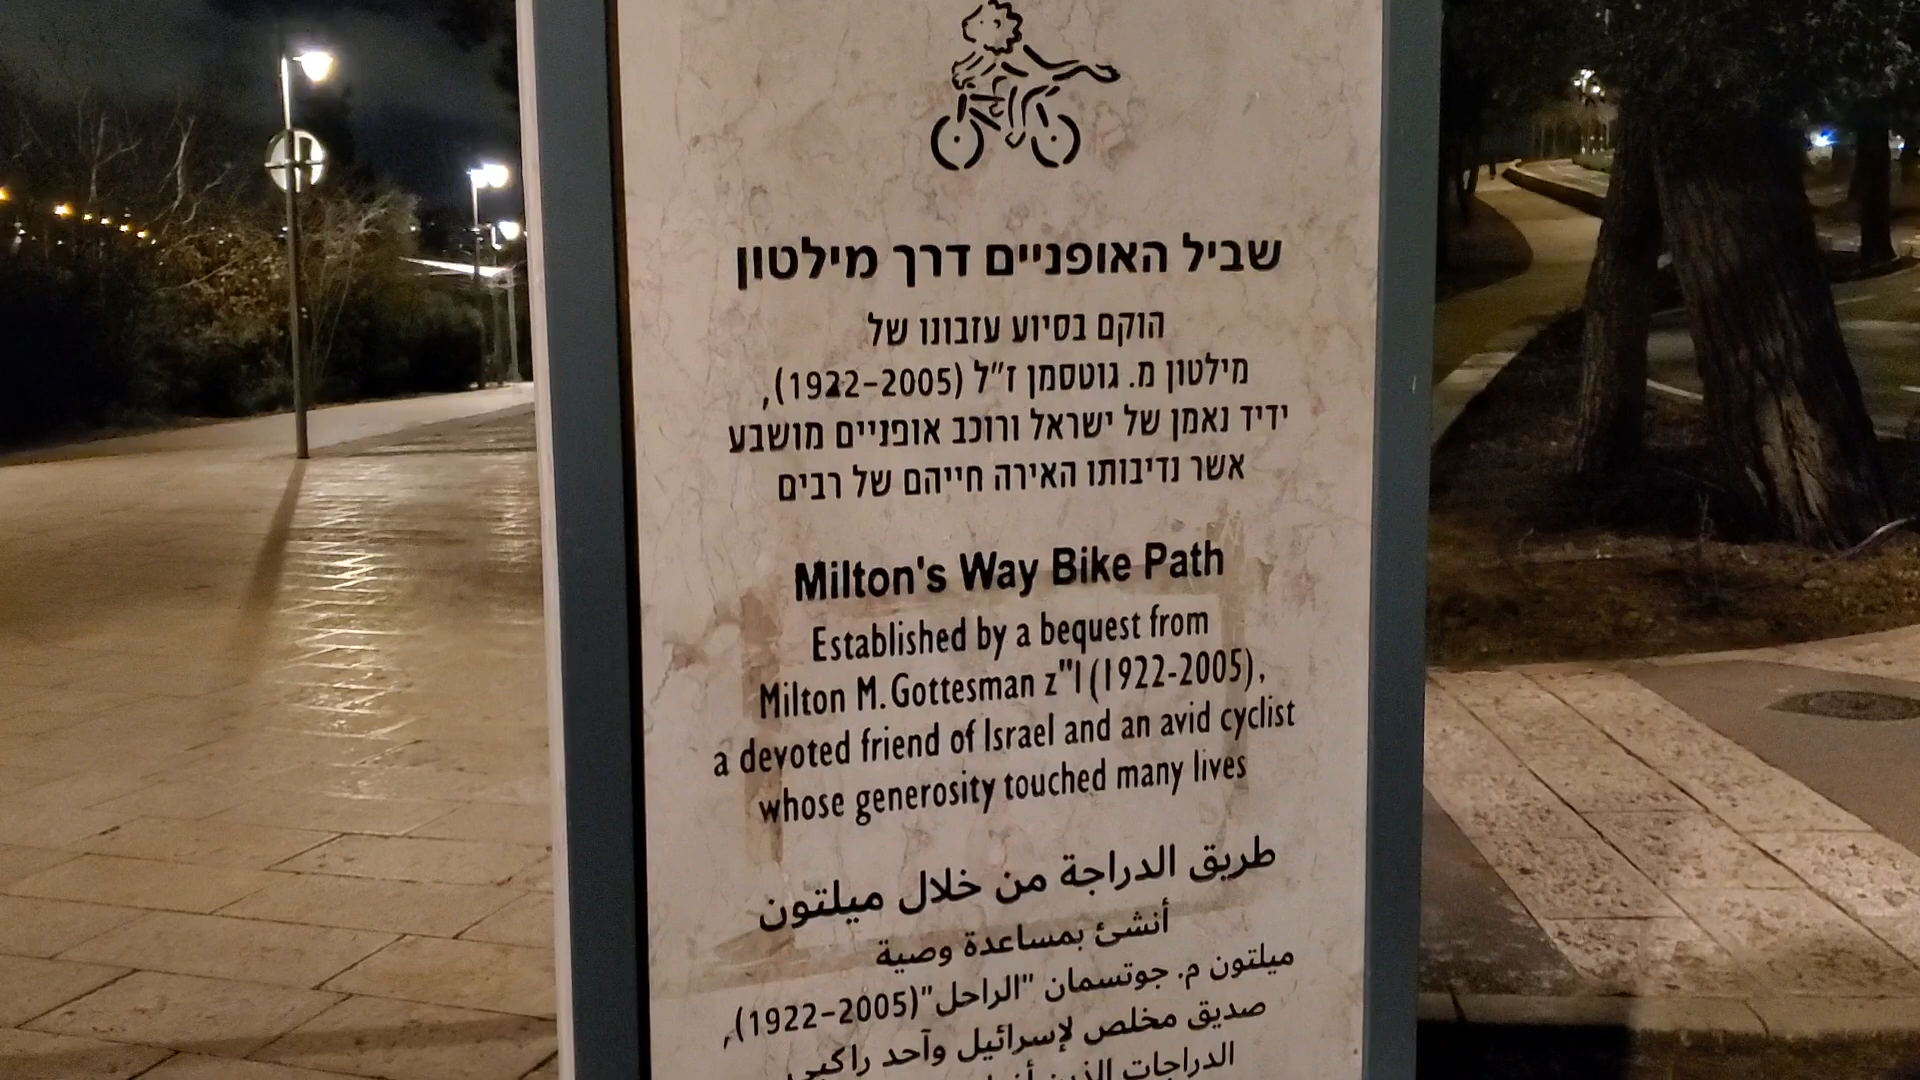 שביל האופניים דרך מילטון
הוקם בסיוע עזבונו של
מילטון מ. גוטסמן ז"ל (1922-2005),
ידיד נאמן של ישראל ורוכב אופניים מושבע
אשר נדיבותו האירה חייהם של רבים
Milton's Way Bike Path
Established by a bequest from
Milton M. Gottesman z"l (1922-2005),
a devoted friend of Israel and an avid cyclist
whose generosity touched many lives
طريق الدراجة من خلال ميلتون
أنشئ بمساعدة وصية
ميلتون م. جوتسمان "الراحل"(1922-2005),
صديق مخلص لإسرائيل وآحد راكبي
الدراجات الذين